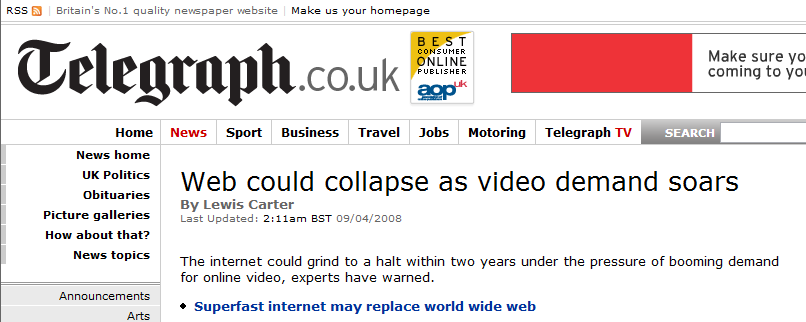 RSS | Britain's No.1 quality newspaper website | Make us your homepage
Telegraph.co.uk
BEST
CONSUMER
ONLINE
PUBLISHER
aop uk
Make sure you
coming to you
Home News Sport Business Travel Jobs Motoring Telegraph TV SEARCH
News home
UK Politics
Obituaries
Picture galleries
How about that?
News topics
Announcements
Arts
Web could collapse as video demand soars
By Lewis Carter
Last Updated: 2:11am BST 09/04/2008
The internet could grind to a halt within two years under the pressure of booming demand
for online video, experts have warned.
Superfast internet may replace world wide web